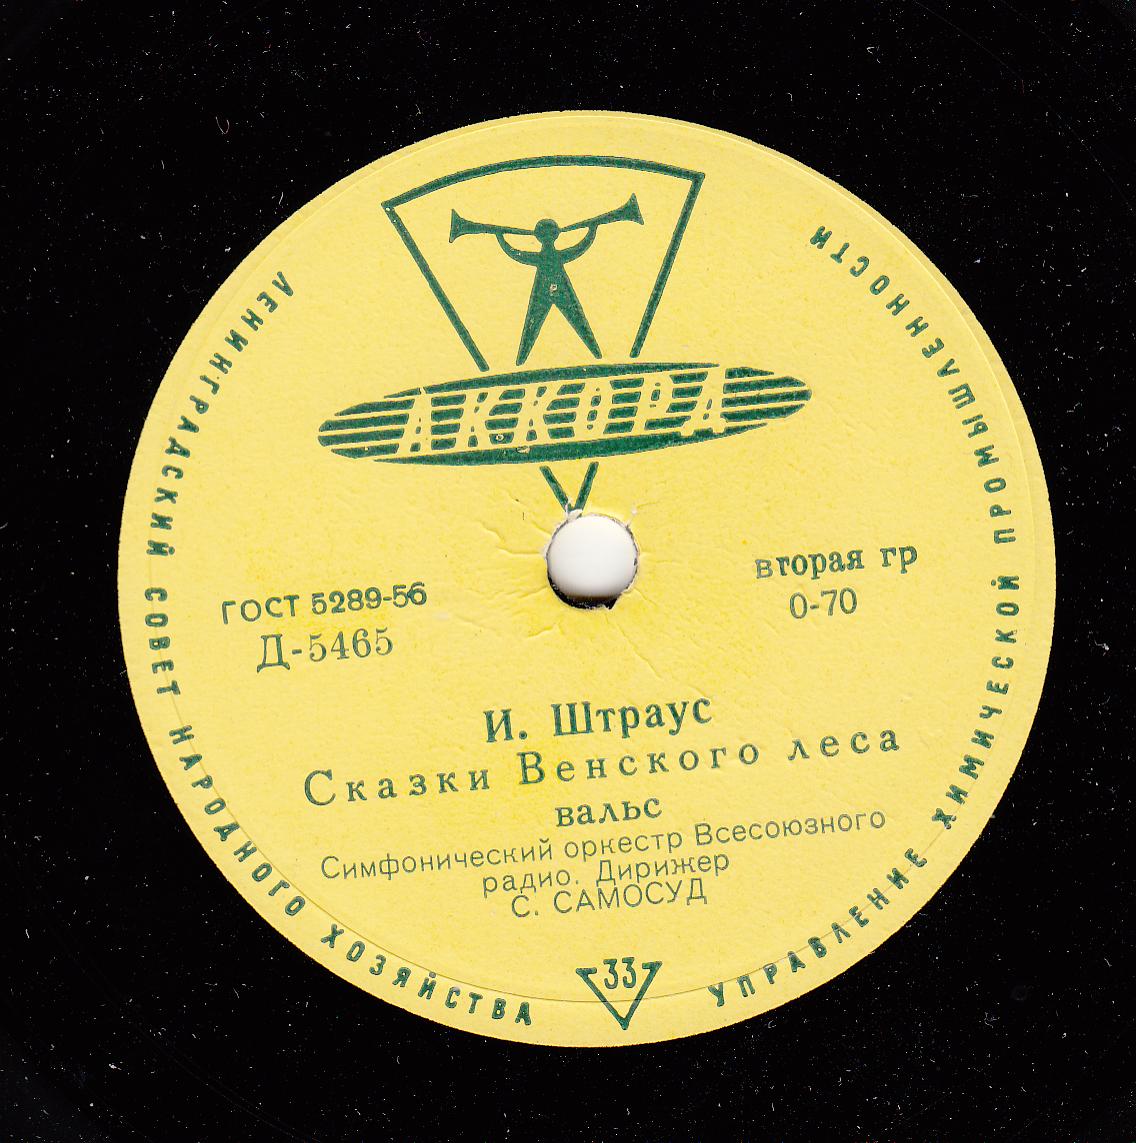 ЛЕНИНГРАДСКИЙ СОВЕТ НАРОДНОГО ХОЗЯЙСТВА
УПРАВЛЕНИЕ ХИМИЧЕСКОЙ ПРОМЫШЛЕННОСТИ
АККОРД
ГОСТ 5289-56
Д-5465
вторая гр
0-70
И. Штраус
Сказки Венского леса
вальс
Симфонический оркестр Всесоюзного
радио. Дирижер
С. САМОСУД
33